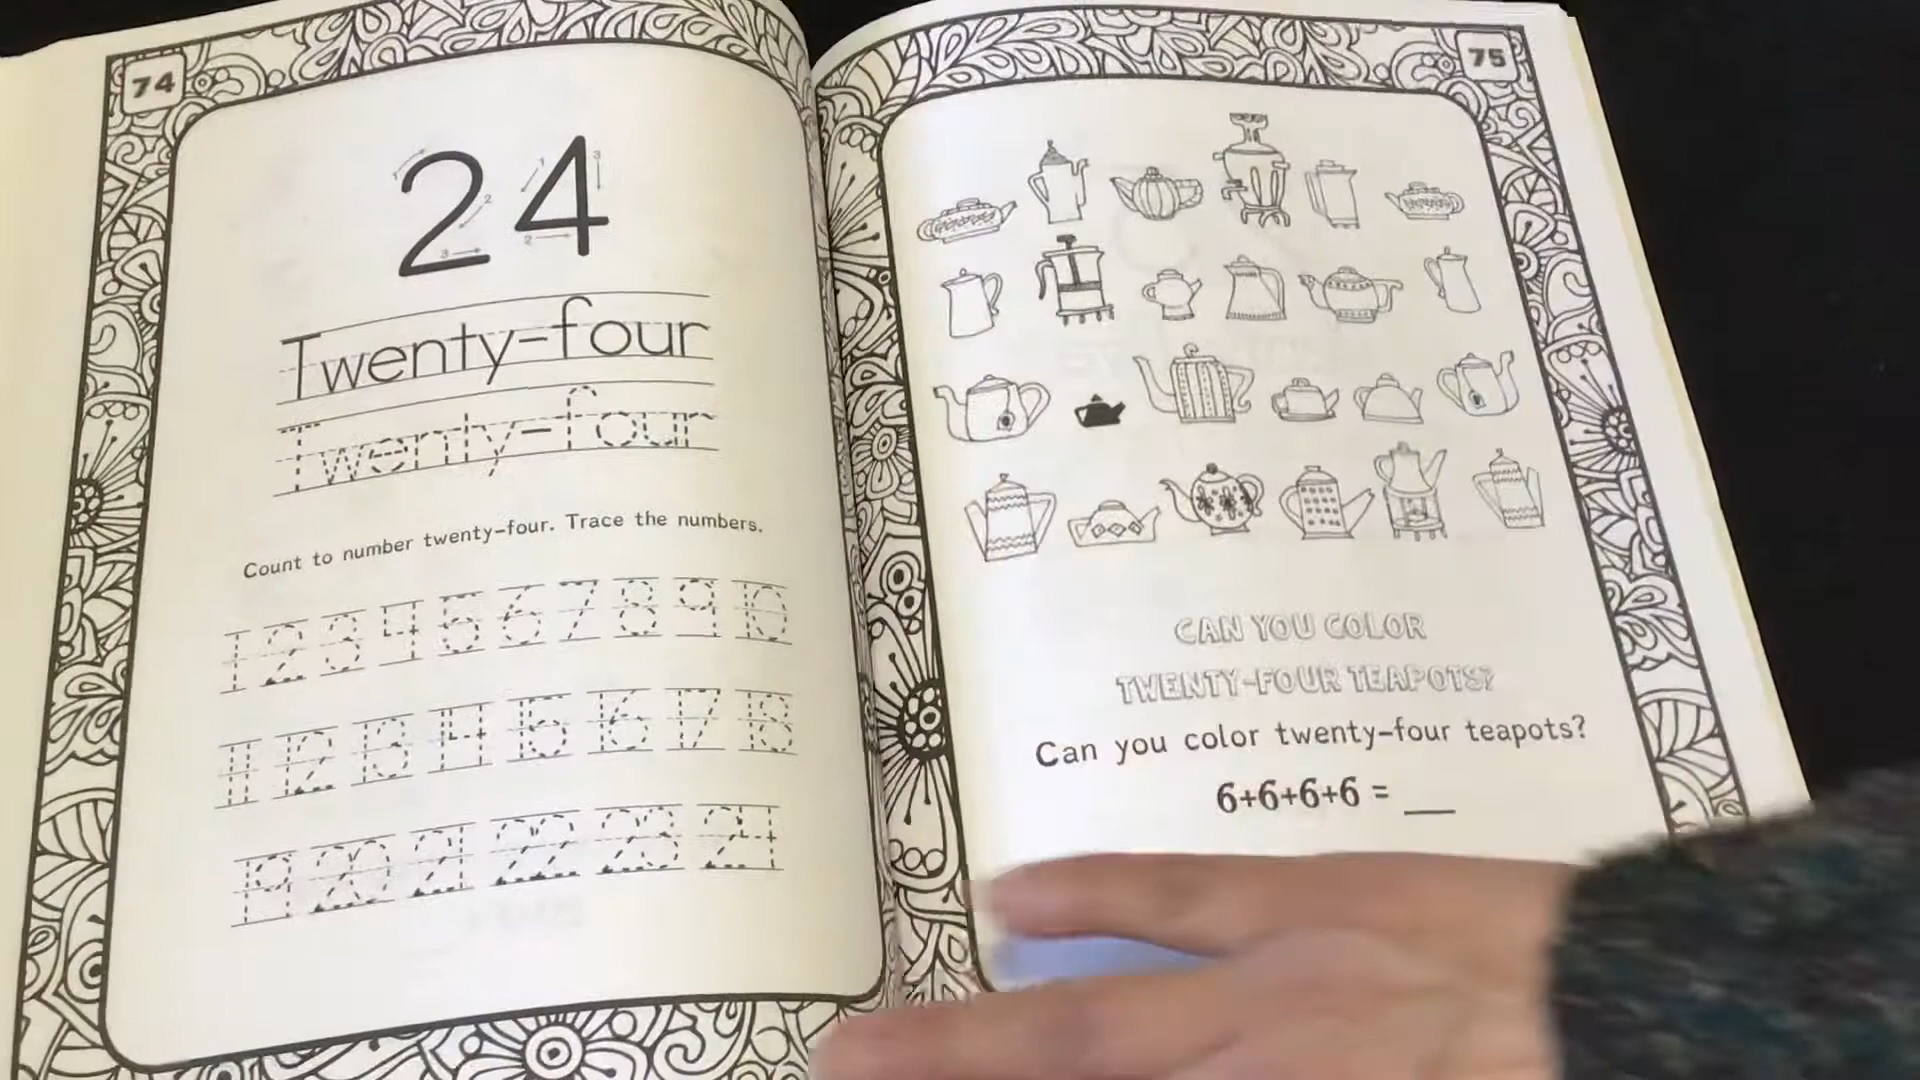 74
24
Twenty-four
Twenty-four
Count to number twenty-four. Trace the numbers.
1 2 3 4 5 6 7 8 9 10
11 12 13 14 15 16 17 18
19 20 21 22 23 24
75
CAN YOU COLOR
TWENTY-FOUR TEAPOTS?
Can you color twenty-four teapots?
6+6+6+6 = __